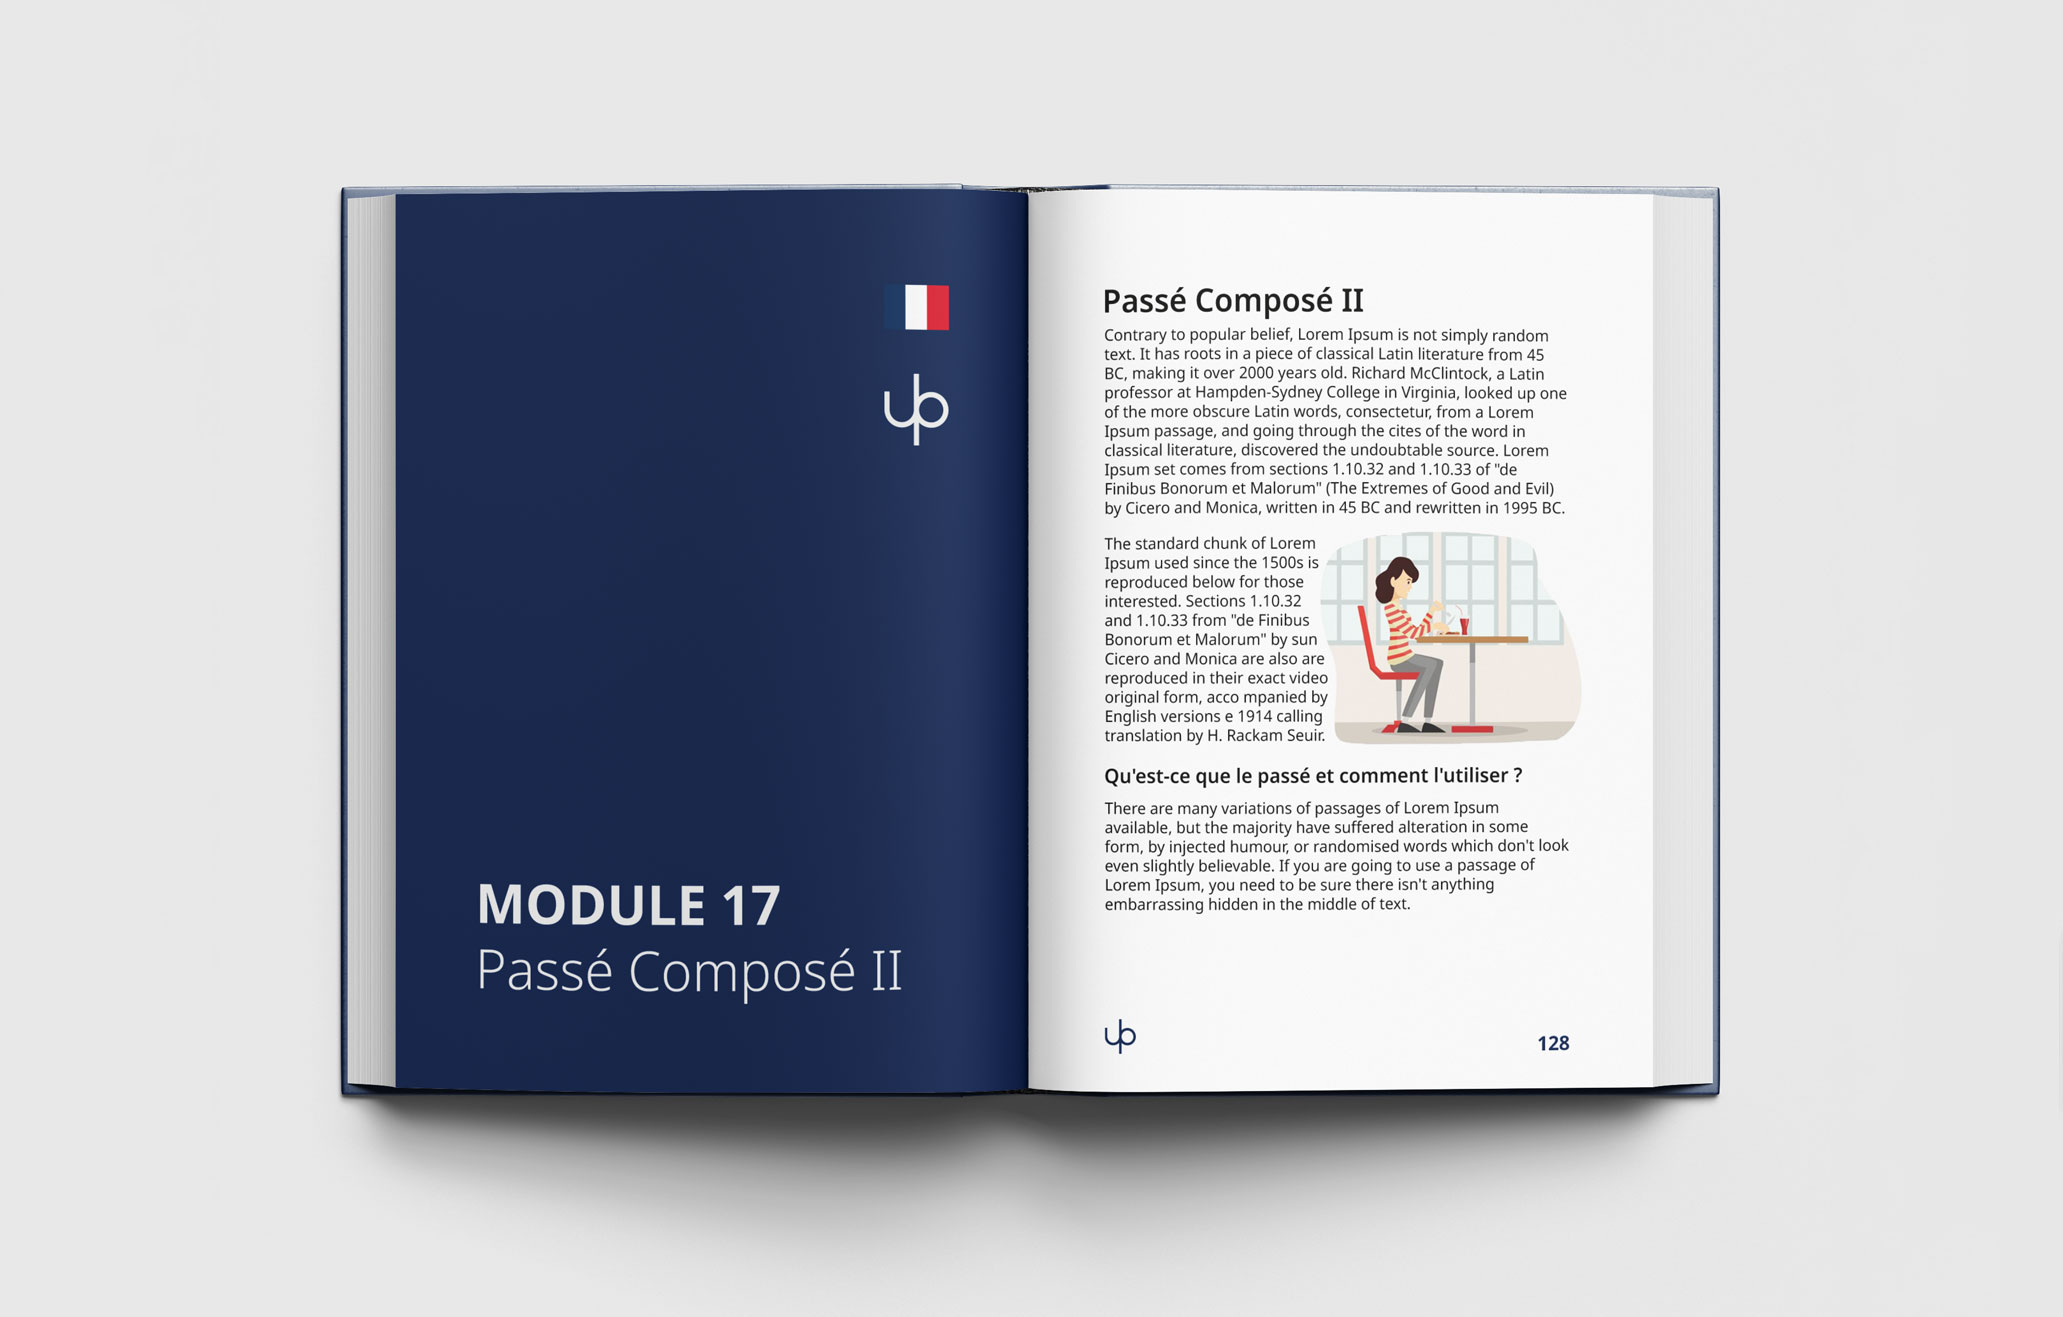 up
MODULE 17
Passé Composé II
Passé Composé II
Contrary to popular belief, Lorem Ipsum is not simply random
text. It has roots in a piece of classical Latin literature from 45
BC, making it over 2000 years old. Richard McClintock, a Latin
professor at Hampden-Sydney College in Virginia, looked up one
of the more obscure Latin words, consectetur, from a Lorem
Ipsum passage, and going through the cites of the word in
classical literature, discovered the undoubtable source. Lorem
Ipsum set comes from sections 1.10.32 and 1.10.33 of "de
Finibus Bonorum et Malorum" (The Extremes of Good and Evil)
by Cicero and Monica, written in 45 BC and rewritten in 1995 BC.
The standard chunk of Lorem
Ipsum used since the 1500s is
reproduced below for those
interested. Sections 1.10.32
and 1.10.33 from "de Finibus
Bonorum et Malorum" by sun
Cicero and Monica are also are
reproduced in their exact video
original form, acco mpanied by
English versions e 1914 calling
translation by H. Rackam Seuir.
Qu'est-ce que le passé et comment l'utiliser ?
There are many variations of passages of Lorem Ipsum
available, but the majority have suffered alteration in some
form, by injected humour, or randomised words which don't look
even slightly believable. If you are going to use a passage of
Lorem Ipsum, you need to be sure there isn't anything
embarrassing hidden in the middle of text.
up
128